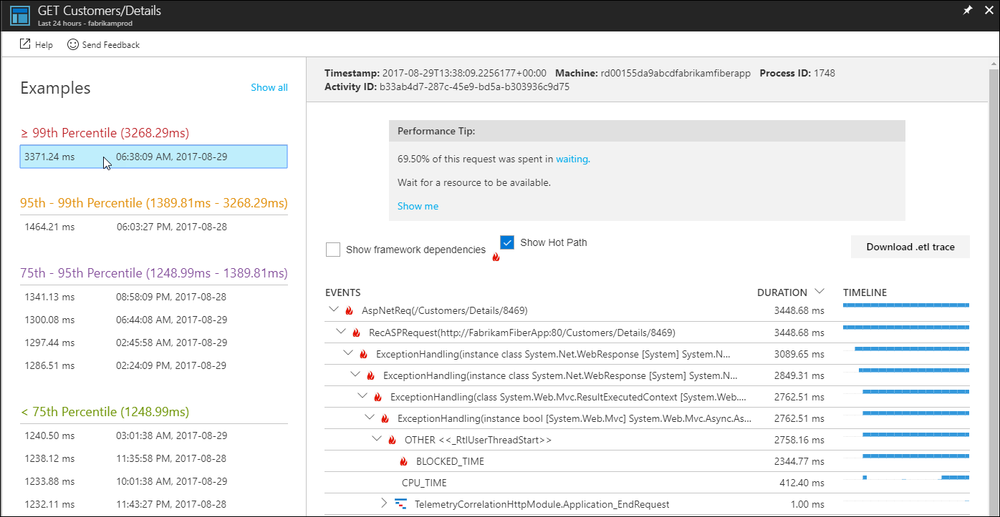 GET Customers/Details
Last 24 hours - fabrikamprod
Help Send Feedback
Examples Show all
≥ 99th Percentile (3268.29ms)
3371.24 ms 06:38:09 AM, 2017-08-29
95th - 99th Percentile (1389.81ms - 3268.29ms)
1464.21 ms 06:03:27 PM, 2017-08-28
75th - 95th Percentile (1248.99ms - 1389.81ms)
1341.13 ms 08:58:09 PM, 2017-08-28
1300.08 ms 06:44:08 AM, 2017-08-29
1297.44 ms 02:45:58 AM, 2017-08-29
1286.51 ms 02:24:09 PM, 2017-08-29
< 75th Percentile (1248.99ms)
1240.50 ms 03:01:38 AM, 2017-08-29
1238.12 ms 11:35:58 PM, 2017-08-28
1233.88 ms 10:01:38 AM, 2017-08-29
1232.11 ms 11:43:27 PM, 2017-08-28
Timestamp: 2017-08-29T13:38:09.2256177+00:00 Machine: rd00155da9abcdfabrikamfiberapp Process ID: 1748
Activity ID: b33ab4d7-287c-45e9-bd5a-b303936c9d75
Performance Tip:
69.50% of this request was spent in waiting.
Wait for a resource to be available.
Show me
Show framework dependencies Show Hot Path Download .etl trace
EVENTS DURATION TIMELINE
AspNetReq(/Customers/Details/8469) 3448.68 ms
RecASPRequest(http://FabrikamFiberApp:80/Customers/Details/8469) 3448.68 ms
ExceptionHandling(instance class System.Net.WebResponse [System] System.N... 3089.65 ms
ExceptionHandling(instance class System.Net.WebResponse [System] System.N... 2849.31 ms
ExceptionHandling(class System.Web.Mvc.ResultExecutedContext [System.Web.... 2762.51 ms
ExceptionHandling(instance bool [System.Web.Mvc] System.Web.Mvc.Async.As... 2762.51 ms
OTHER <<_RtlUserThreadStart>> 2758.16 ms
BLOCKED_TIME 2344.77 ms
CPU_TIME 412.40 ms
TelemetryCorrelationHttpModule.Application_EndRequest 1.00 ms